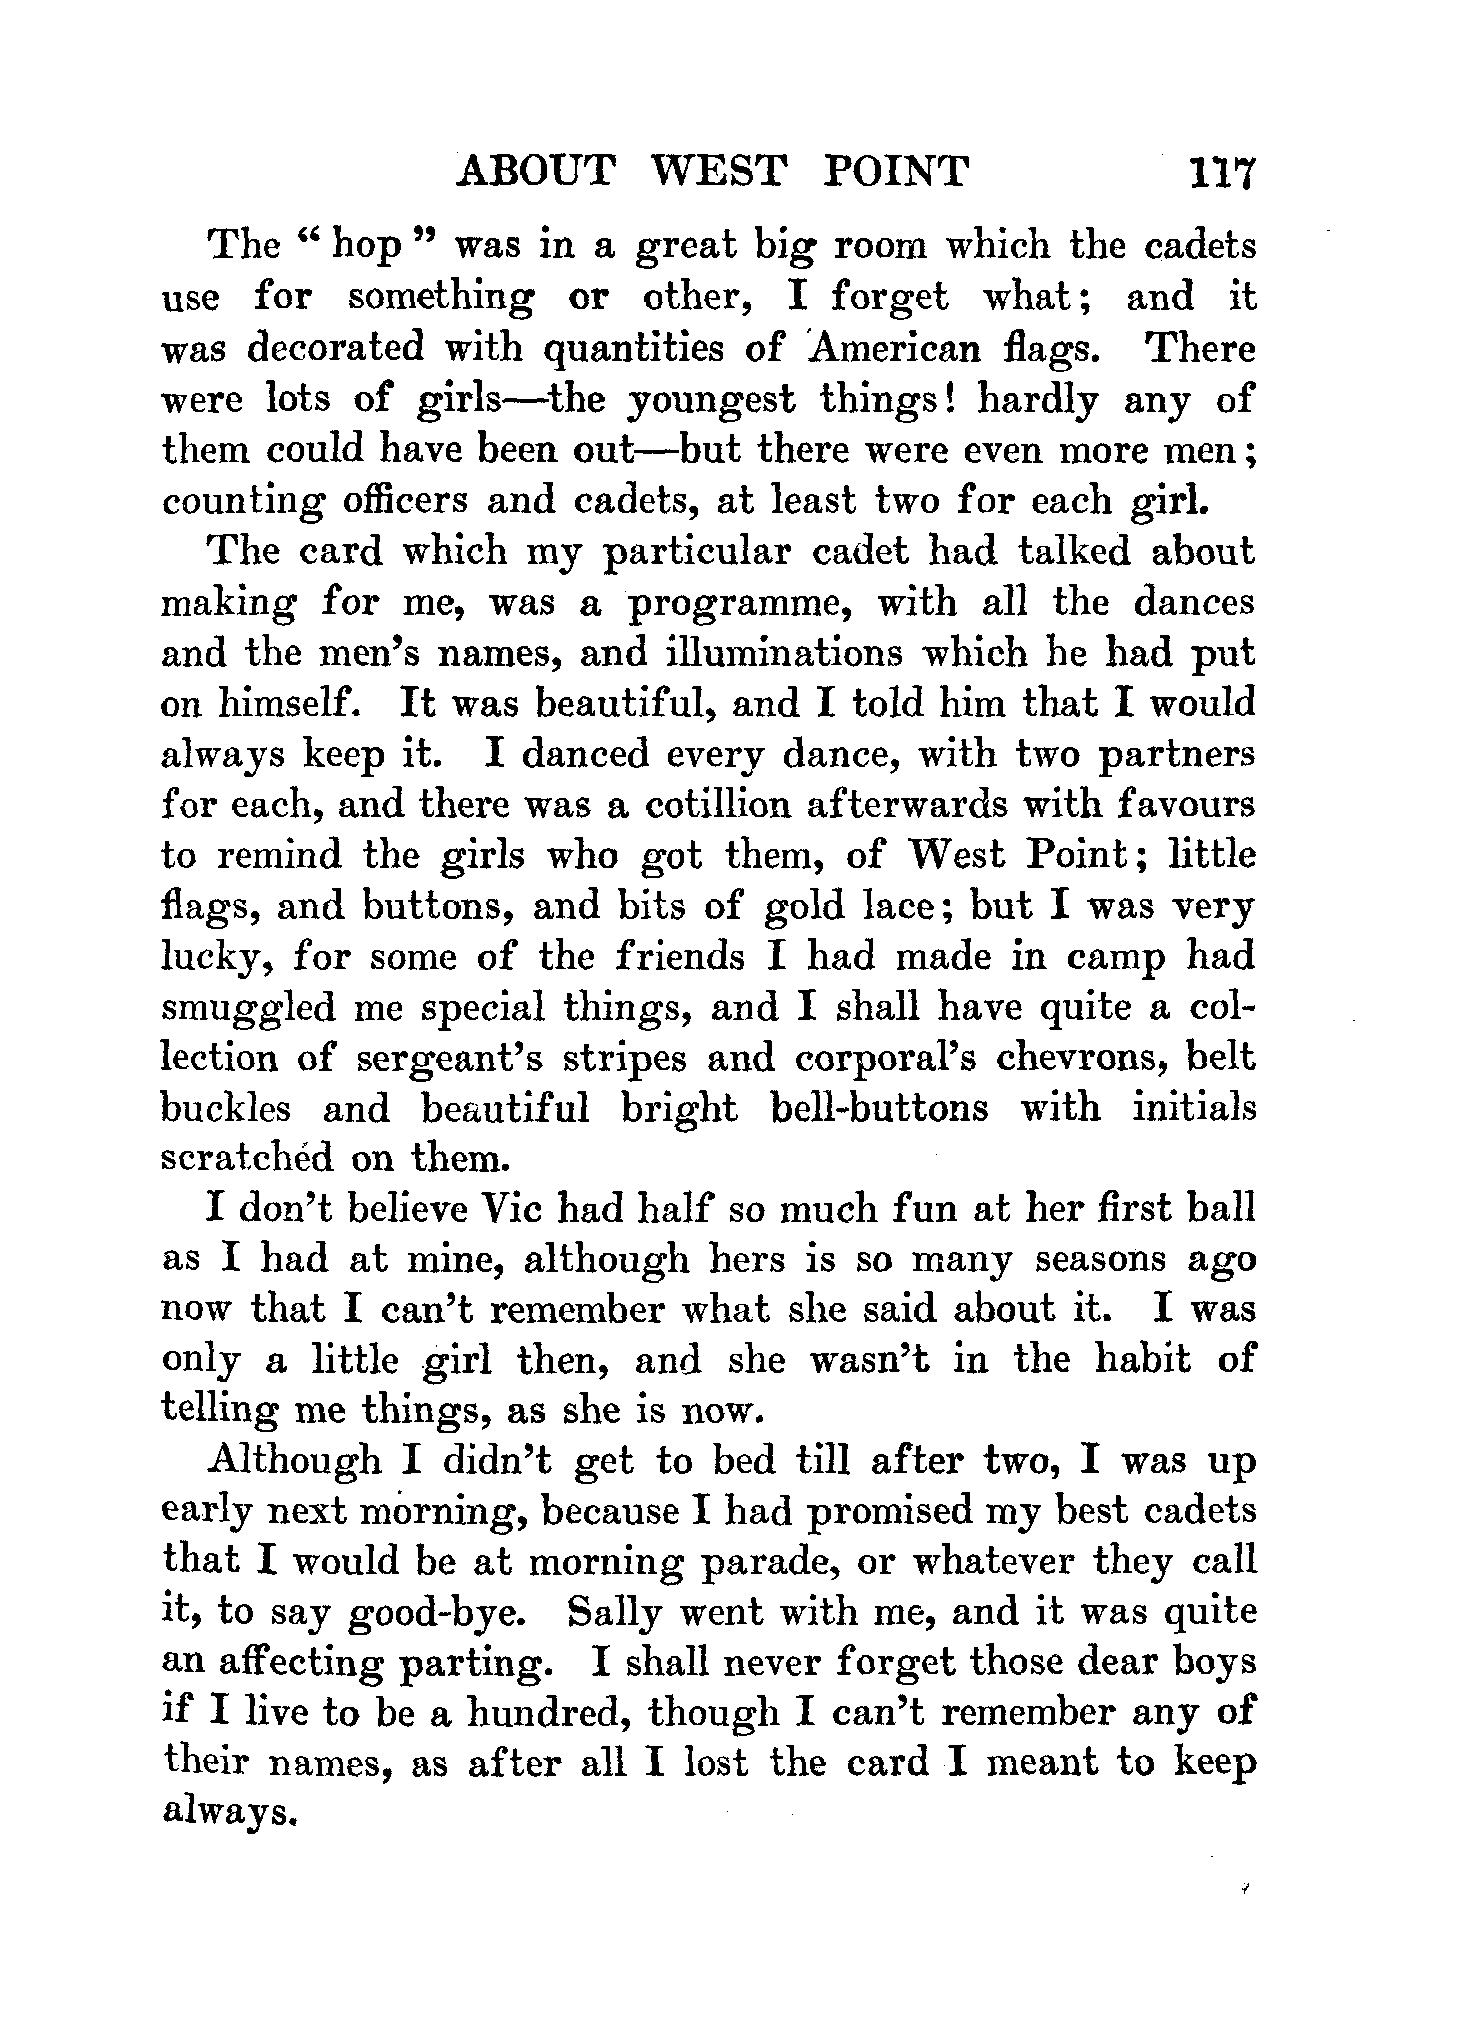 ABOUT WEST POINT 117
The " hop " was in a great big room which the cadets
use for something or other, I forget what; and it
was decorated with quantities of American flags. There
were lots of girls—the youngest things! hardly any of
them could have been out—but there were even more men;
counting officers and cadets, at least two for each girl.
The card which my particular cadet had talked about
making for me, was a programme, with all the dances
and the men's names, and illuminations which he had put
on himself. It was beautiful, and I told him that I would
always keep it. I danced every dance, with two partners
for each, and there was a cotillion afterwards with favours
to remind the girls who got them, of West Point; little
flags, and buttons, and bits of gold lace; but I was very
lucky, for some of the friends I had made in camp had
smuggled me special things, and I shall have quite a col-
lection of sergeant's stripes and corporal's chevrons, belt
buckles and beautiful bright bell-buttons with initials
scratched on them.
I don't believe Vic had half so much fun at her first ball
as I had at mine, although hers is so many seasons ago
now that I can't remember what she said about it. I was
only a little girl then, and she wasn't in the habit of
telling me things, as she is now.
Although I didn't get to bed till after two, I was up
early next morning, because I had promised my best cadets
that I would be at morning parade, or whatever they call
it, to say good-bye. Sally went with me, and it was quite
an affecting parting. I shall never forget those dear boys
if I live to be a hundred, though I can't remember any of
their names, as after all I lost the card I meant to keep
always.